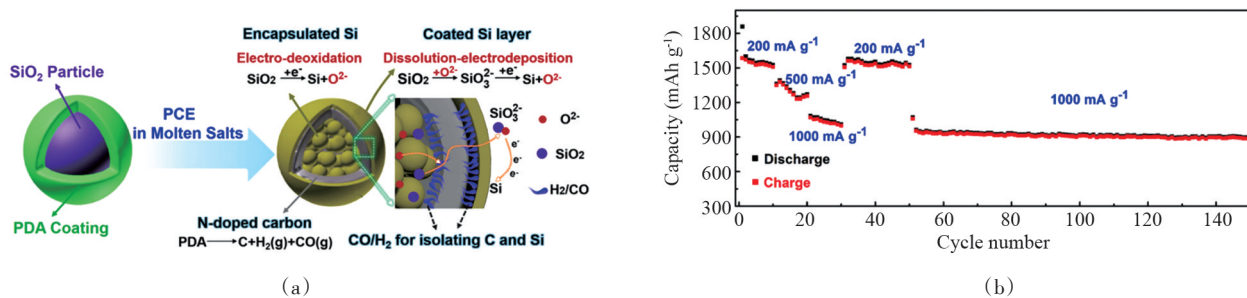 SiO₂ Particle
PDA Coating
PCE
in Molten Salts
Encapsulated Si
Electro-deoxidation
SiO₂ +e⁻ Si+O²⁻
N-doped carbon
PDA→C+H₂(g)+CO(g)
Coated Si layer
Dissolution-electrodeposition
SiO₂ +O²⁻ SiO₃²⁻ +e⁻ Si+O²⁻
SiO₃²⁻
e⁻
e⁻
e⁻
Si
O²⁻
SiO₂
H₂/CO
CO/H₂ for isolating C and Si
(a)
Capacity (mAh g⁻¹)
1800
1500
1200
900
600
300
200 mA g⁻¹
500 mA g⁻¹
1000 mA g⁻¹
200 mA g⁻¹
1000 mA g⁻¹
Discharge
Charge
0 20 40 60 80 100 120 140
Cycle number
(b)